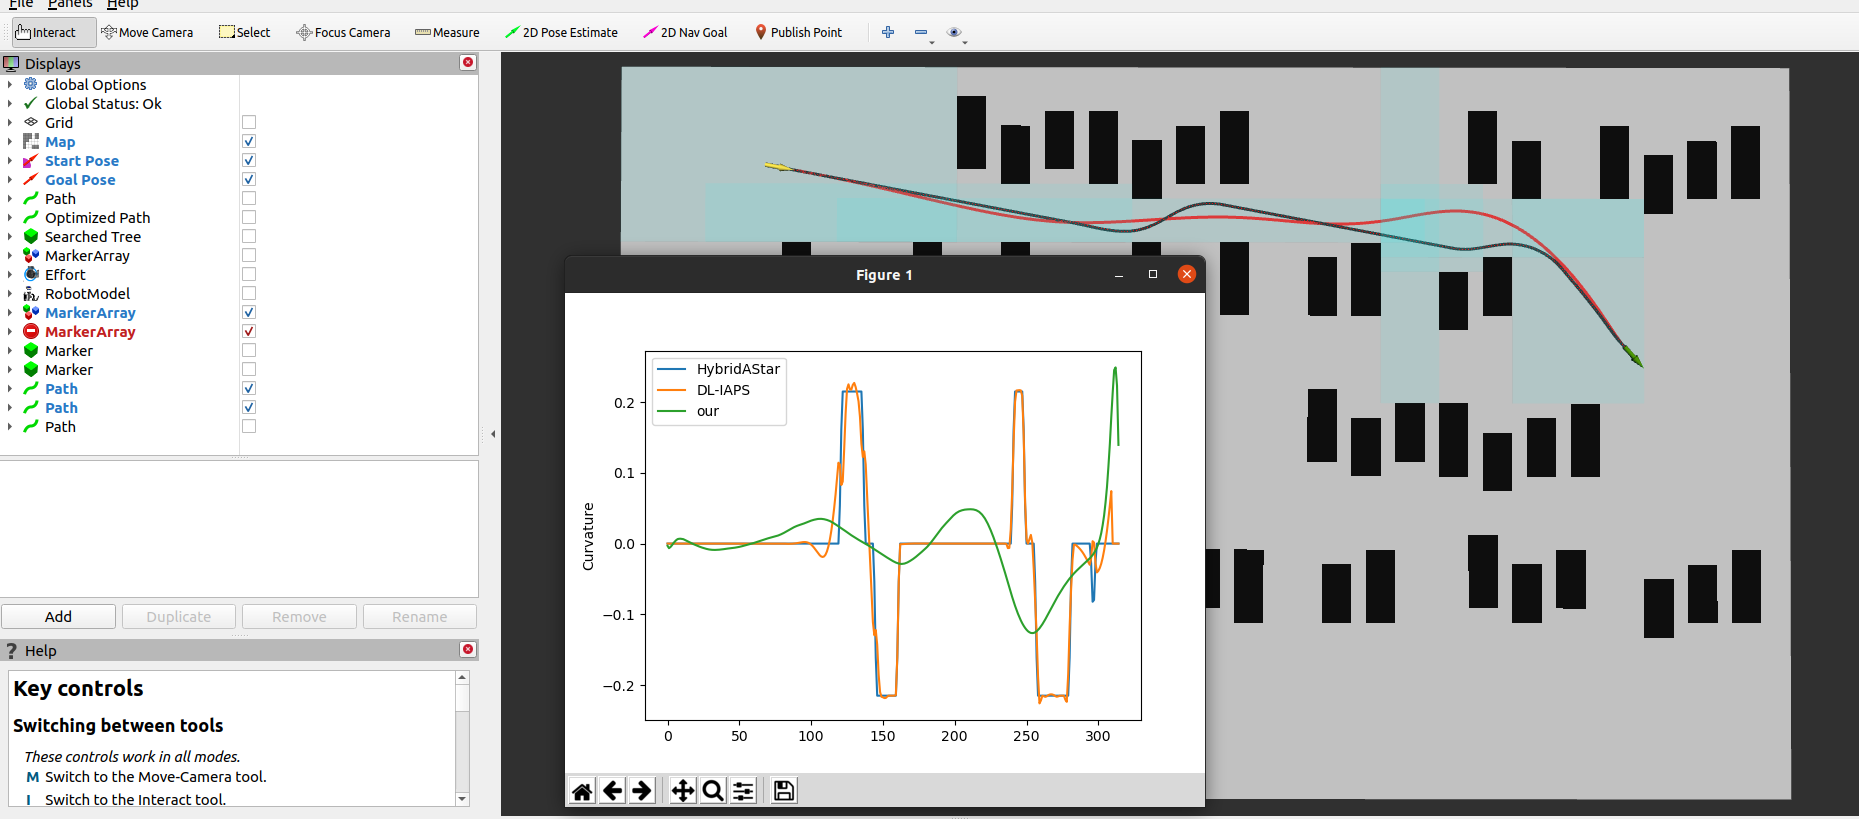 File Panels Help
Interact Move Camera Select Focus Camera Measure 2D Pose Estimate 2D Nav Goal Publish Point
Displays
Global Options
Global Status: Ok
Grid
Map
Start Pose
Goal Pose
Path
Optimized Path
Searched Tree
MarkerArray
Effort
RobotModel
MarkerArray
MarkerArray
Marker
Marker
Path
Path
Path
Add Duplicate Remove Rename
Help
Key controls
Switching between tools
These controls work in all modes.
M Switch to the Move-Camera tool.
I Switch to the Interact tool.
Figure 1
HybridAStar
DL-IAPS
our
Curvature
0.2
0.1
0.0
−0.1
−0.2
0 50 100 150 200 250 300